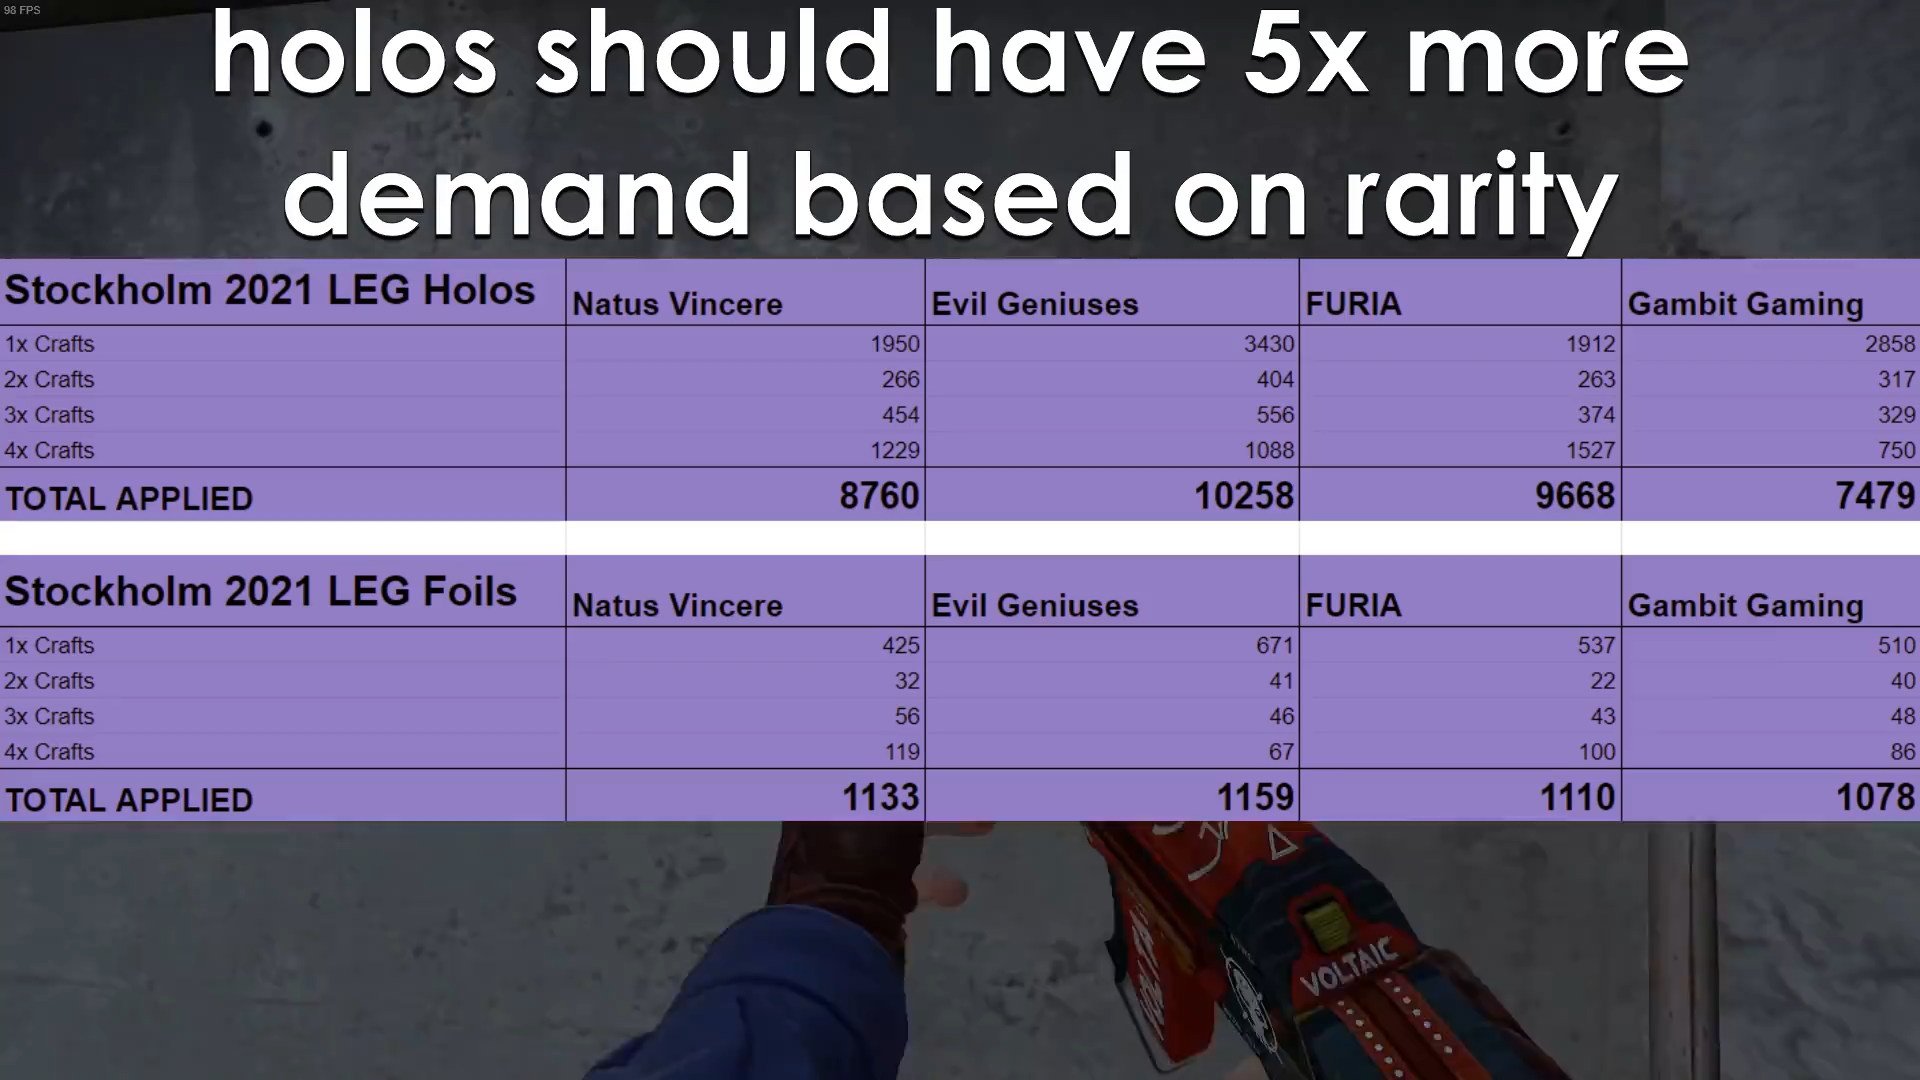 98 FPS
holos should have 5x more
demand based on rarity
Stockholm 2021 LEG Holos Natus Vincere Evil Geniuses FURIA Gambit Gaming
1x Crafts 1950 3430 1912 2858
2x Crafts 266 404 263 317
3x Crafts 454 556 374 329
4x Crafts 1229 1088 1527 750
TOTAL APPLIED 8760 10258 9668 7479
Stockholm 2021 LEG Foils Natus Vincere Evil Geniuses FURIA Gambit Gaming
1x Crafts 425 671 537 510
2x Crafts 32 41 22 40
3x Crafts 56 46 43 48
4x Crafts 119 67 100 86
TOTAL APPLIED 1133 1159 1110 1078
VOLTAIC